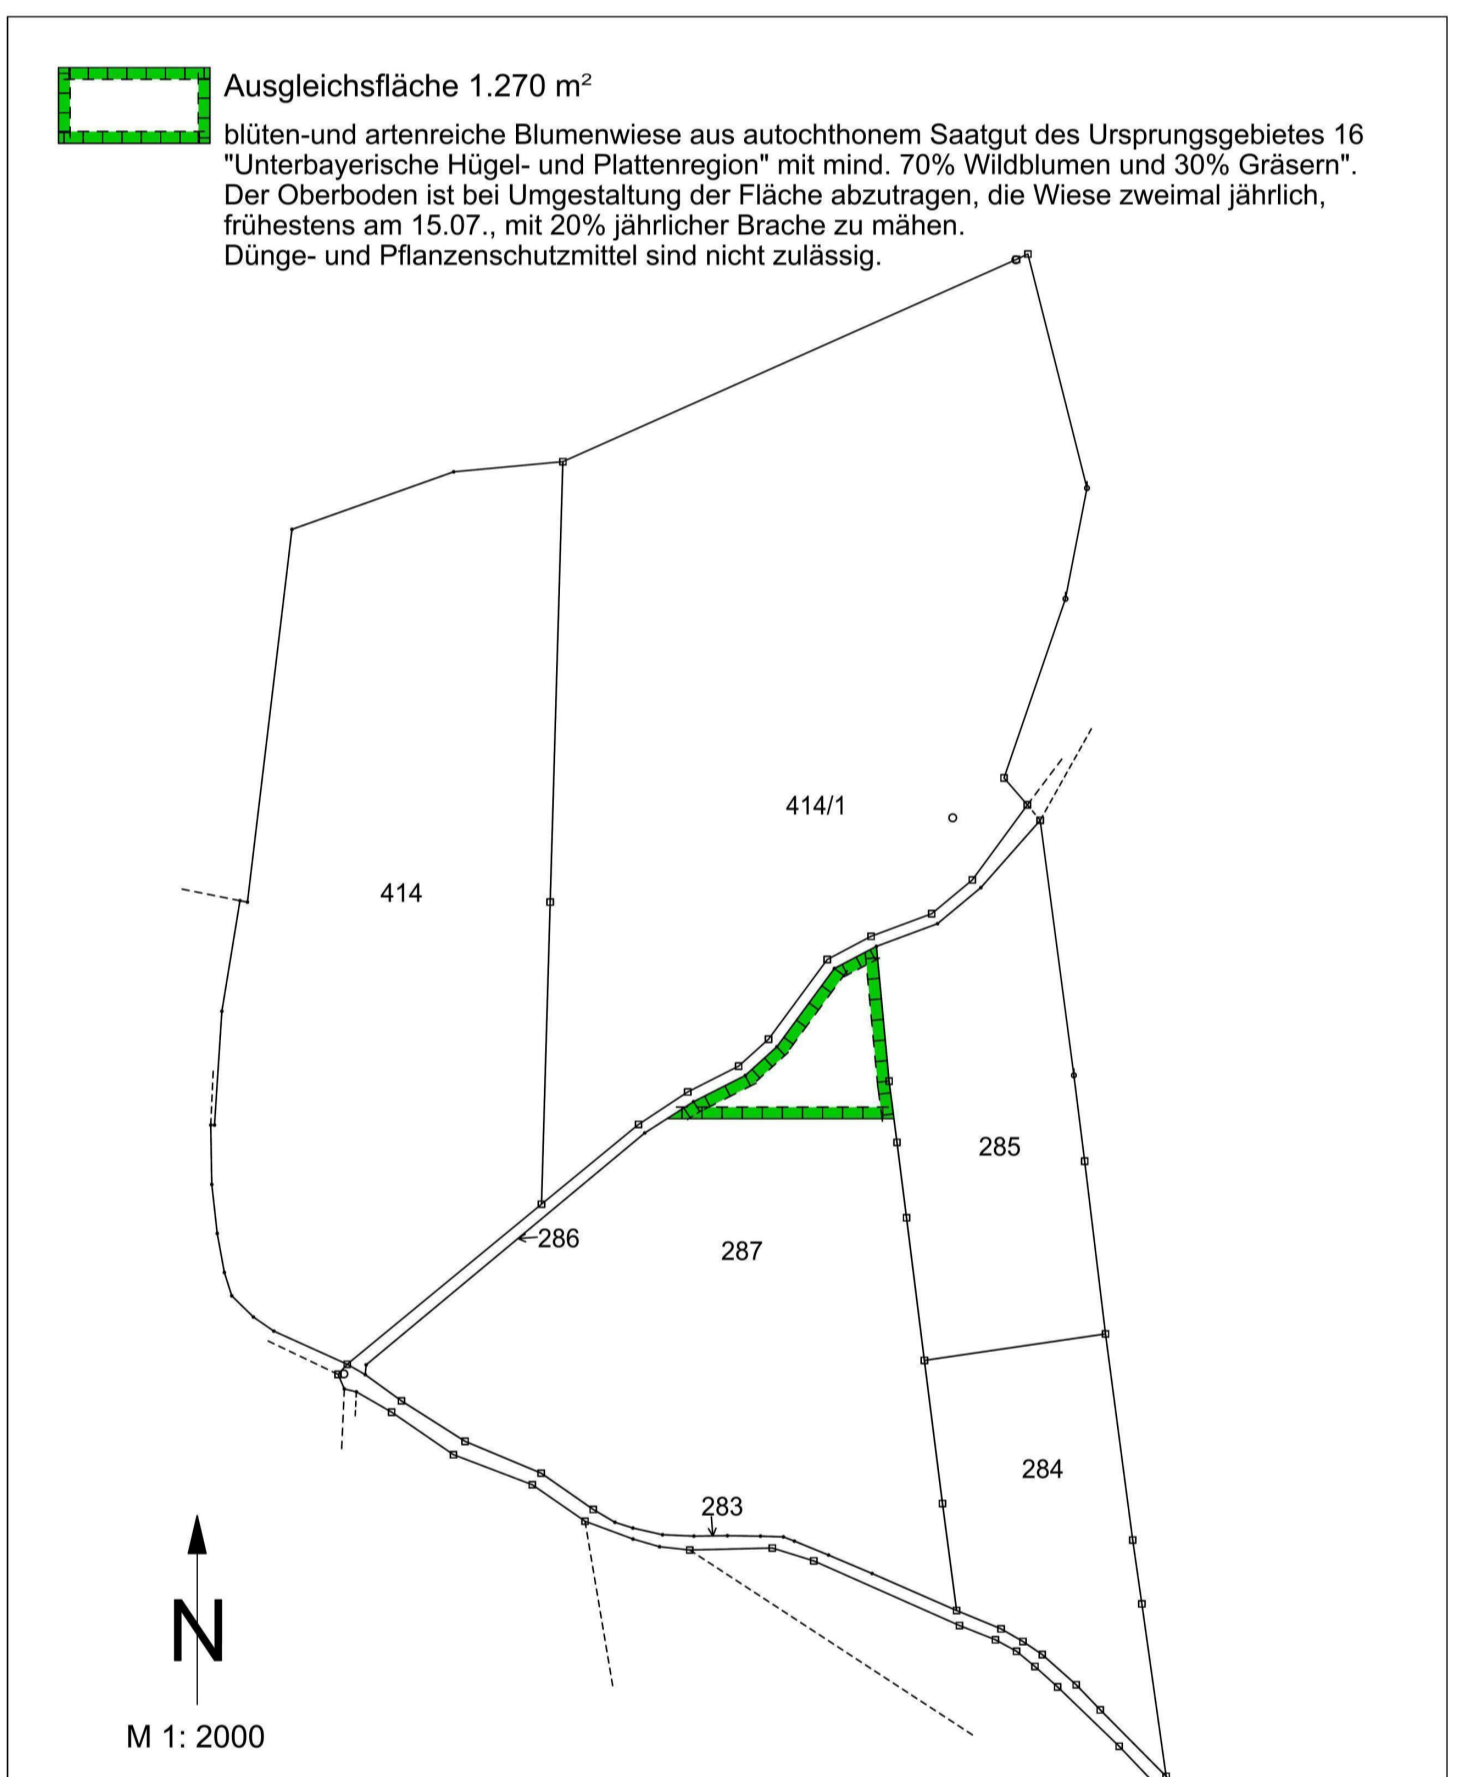 Ausgleichsfläche 1.270 m²
blüten-und artenreiche Blumenwiese aus autochthonem Saatgut des Ursprungsgebietes 16
"Unterbayerische Hügel- und Plattenregion" mit mind. 70% Wildblumen und 30% Gräsern".
Der Oberboden ist bei Umgestaltung der Fläche abzutragen, die Wiese zweimal jährlich,
frühestens am 15.07., mit 20% jährlicher Brache zu mähen.
Dünge- und Pflanzenschutzmittel sind nicht zulässig.
414/1
414
285
286
287
284
283
N
M 1: 2000